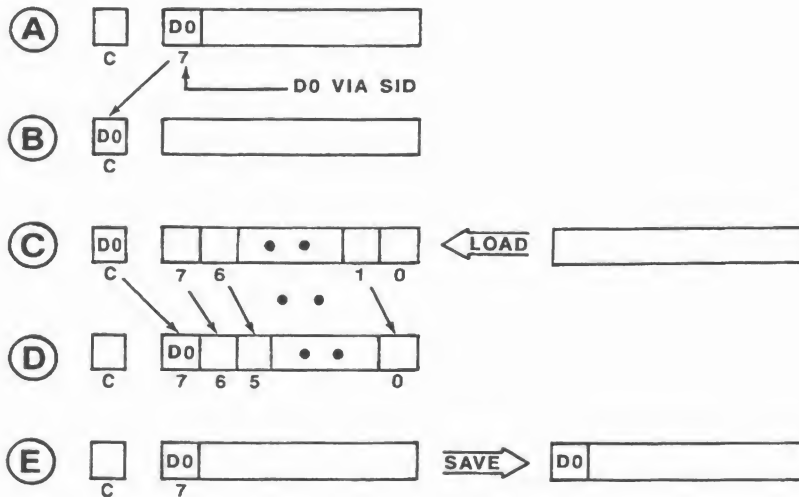 A D0
C 7
D0 VIA SID
B D0
C
C D0 LOAD
C 7 6 1 0
D D0
C 7 6 5 0
E D0 SAVE D0
C 7